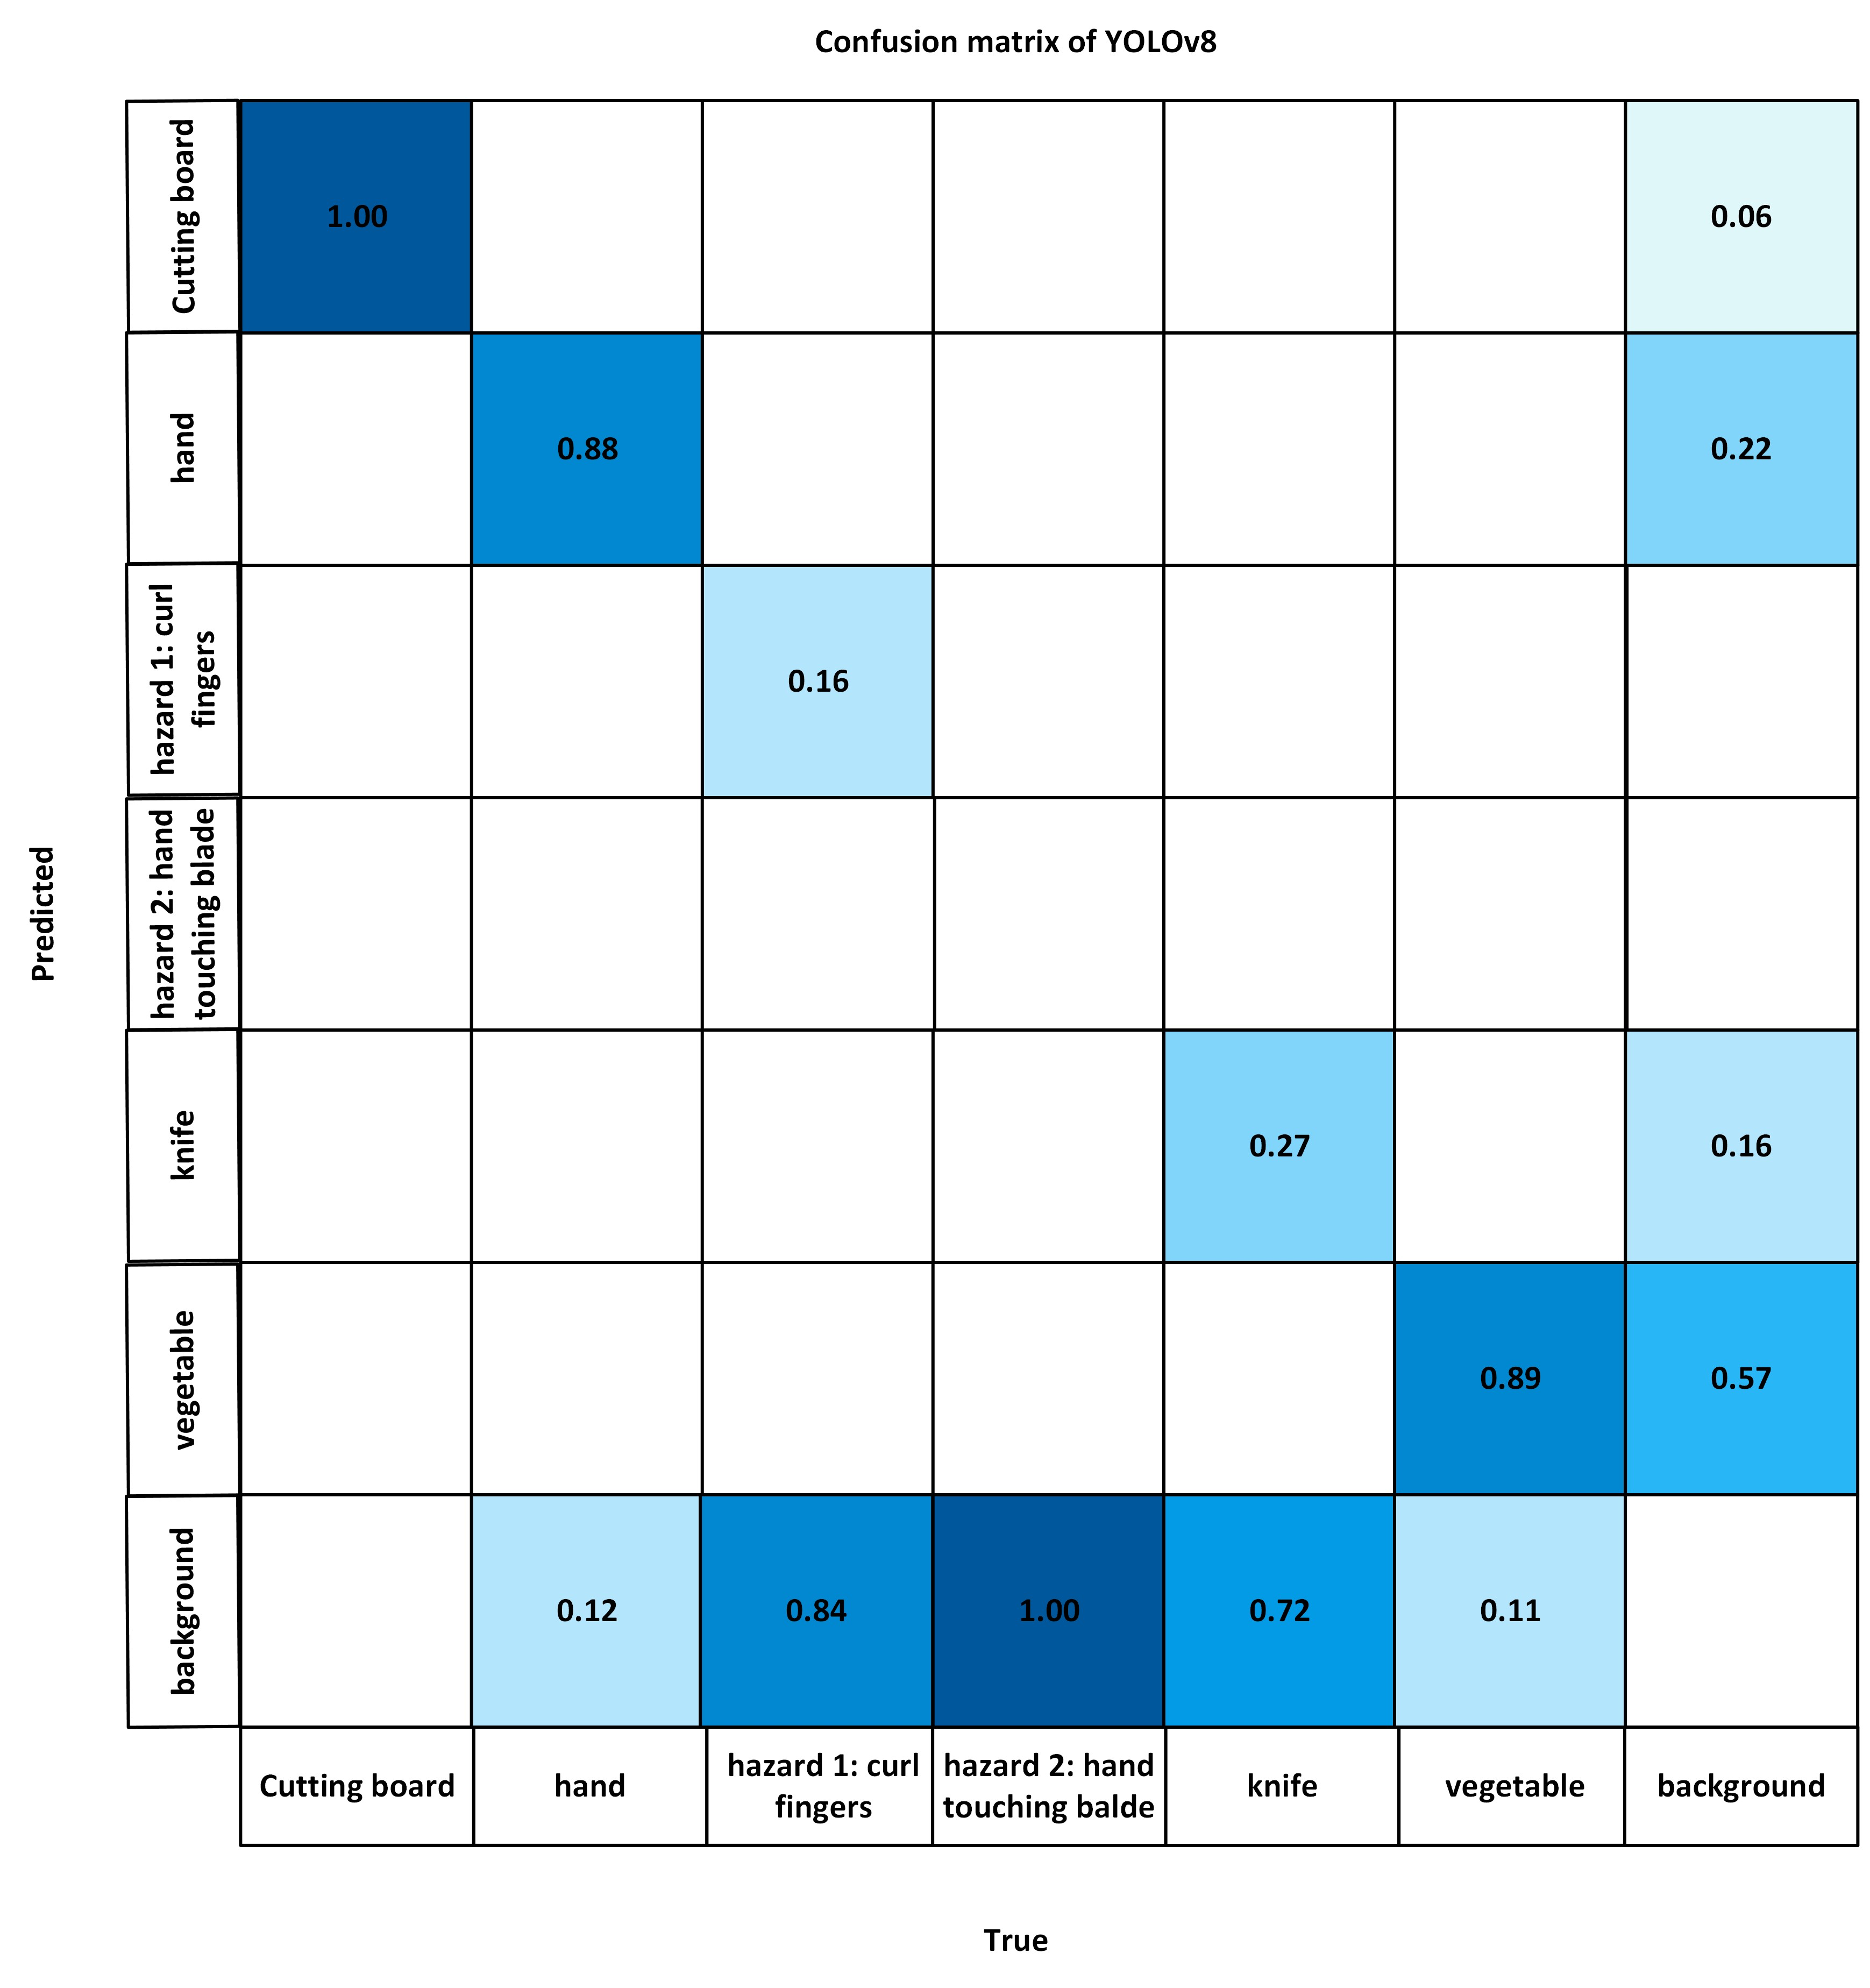 Confusion matrix of YOLOv8
Predicted
Cutting board
1.00
0.06
hand
0.88
0.22
hazard 1: curl
fingers
0.16
hazard 2: hand
touching blade
knife
0.27
0.16
vegetable
0.89
0.57
background
0.12
0.84
1.00
0.72
0.11
Cutting board
hand
hazard 1: curl
fingers
hazard 2: hand
touching balde
knife
vegetable
background
True